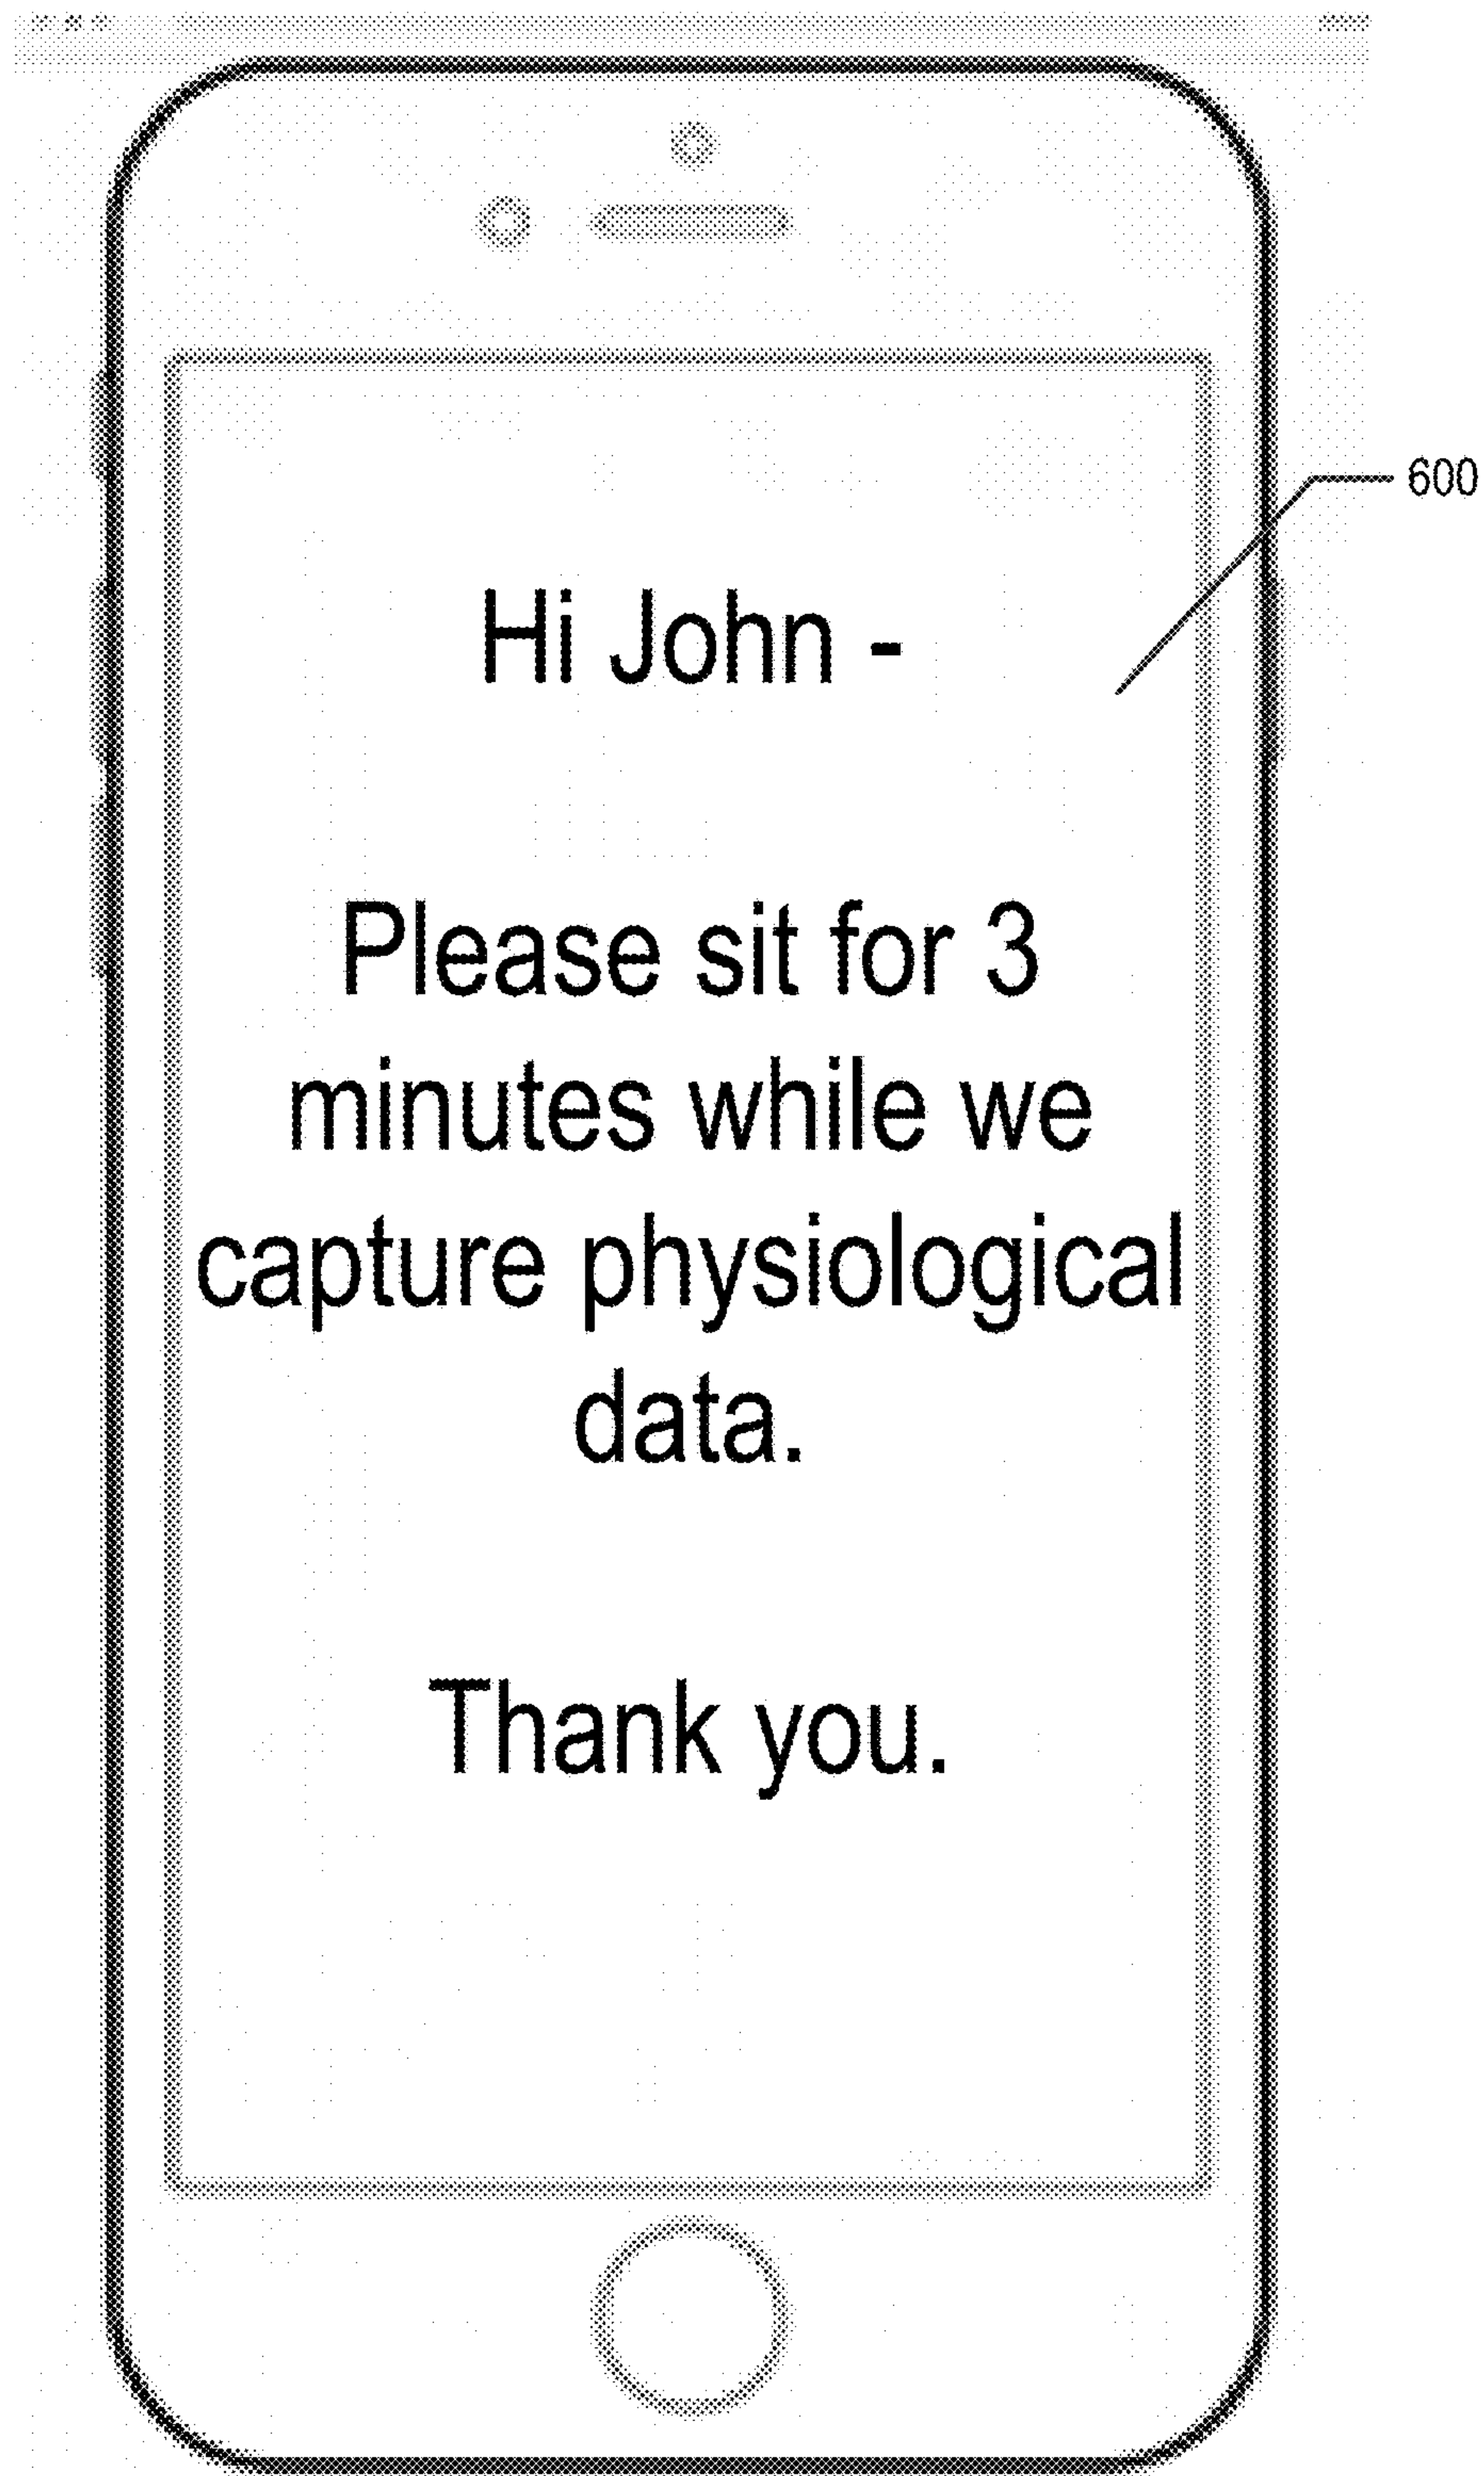 600
Hi John -
Please sit for 3
minutes while we
capture physiological
data.
Thank you.